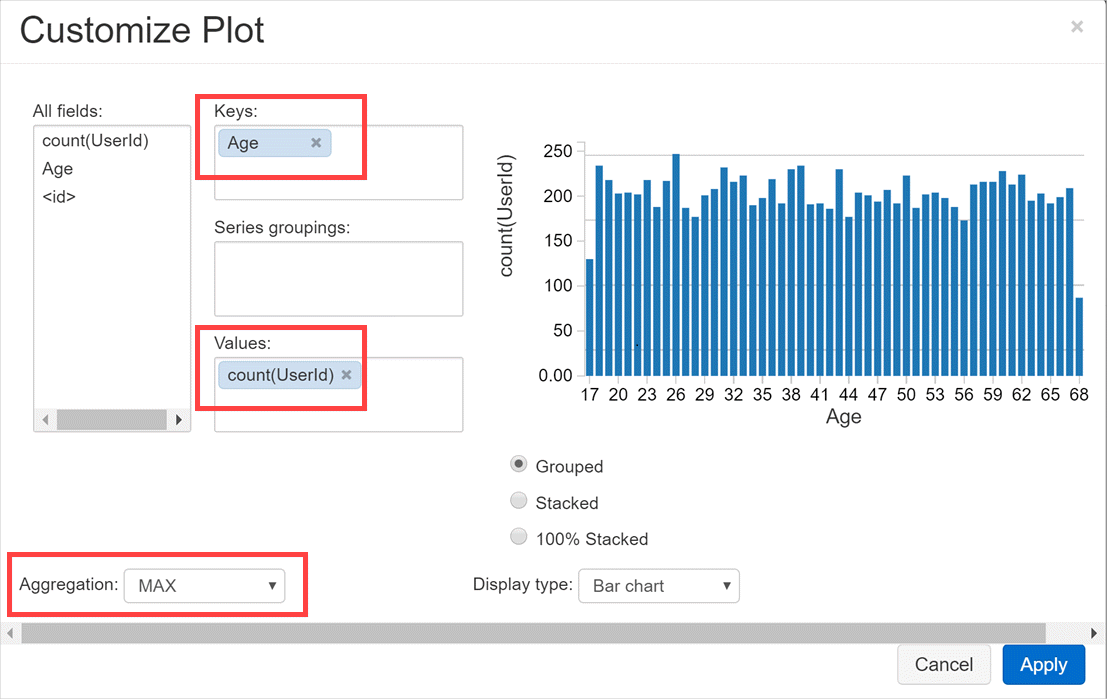 Customize Plot
×
All fields:
count(UserId)
Age
<id>
Keys:
Age ×
Series groupings:
Values:
count(UserId) ×
count(UserId)
250
200
150
100
50
0.00
17 20 23 26 29 32 35 38 41 44 47 50 53 56 59 62 65 68
Age
Grouped
Stacked
100% Stacked
Aggregation: MAX
Display type: Bar chart
Cancel Apply